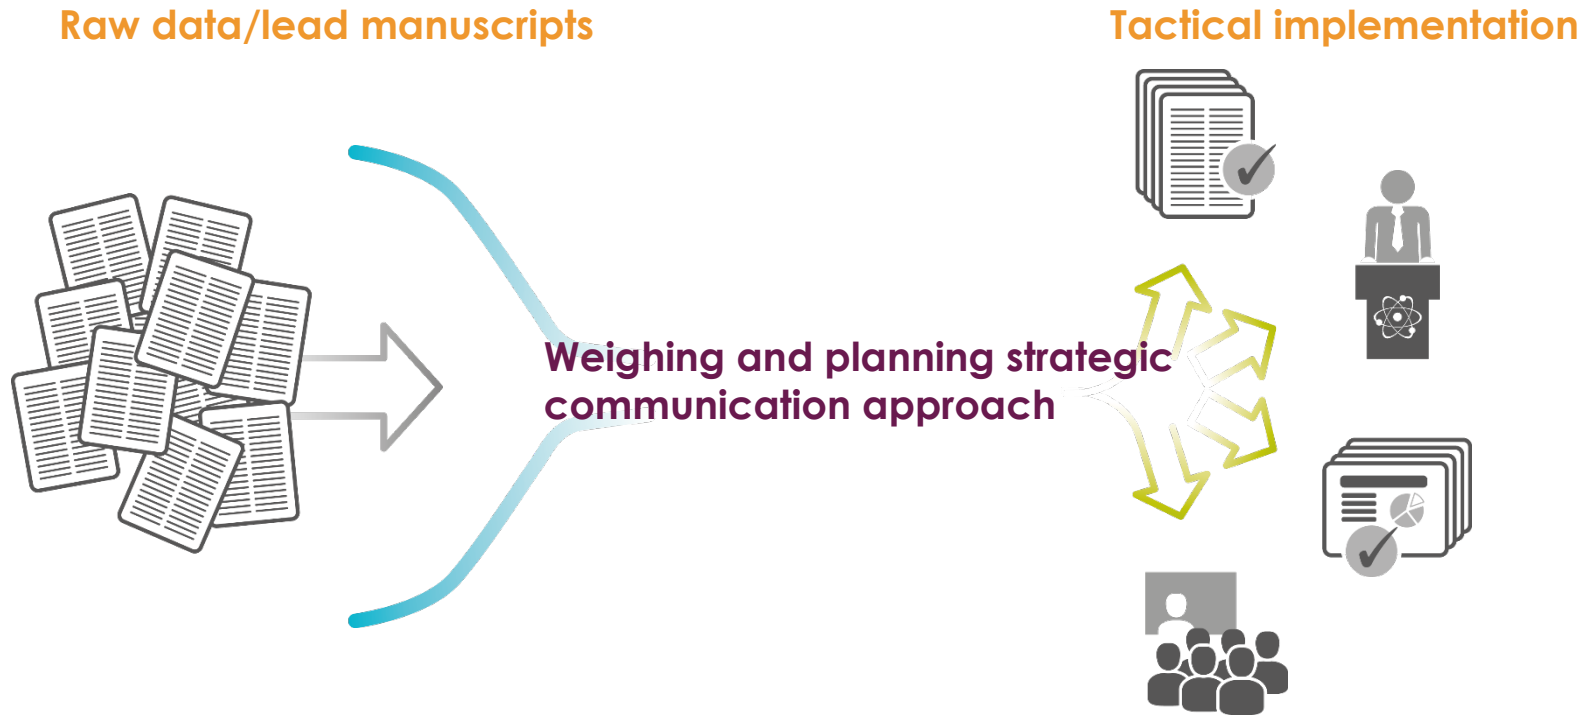 Raw data/lead manuscripts
Tactical implementation
Weighing and planning strategic
communication approach